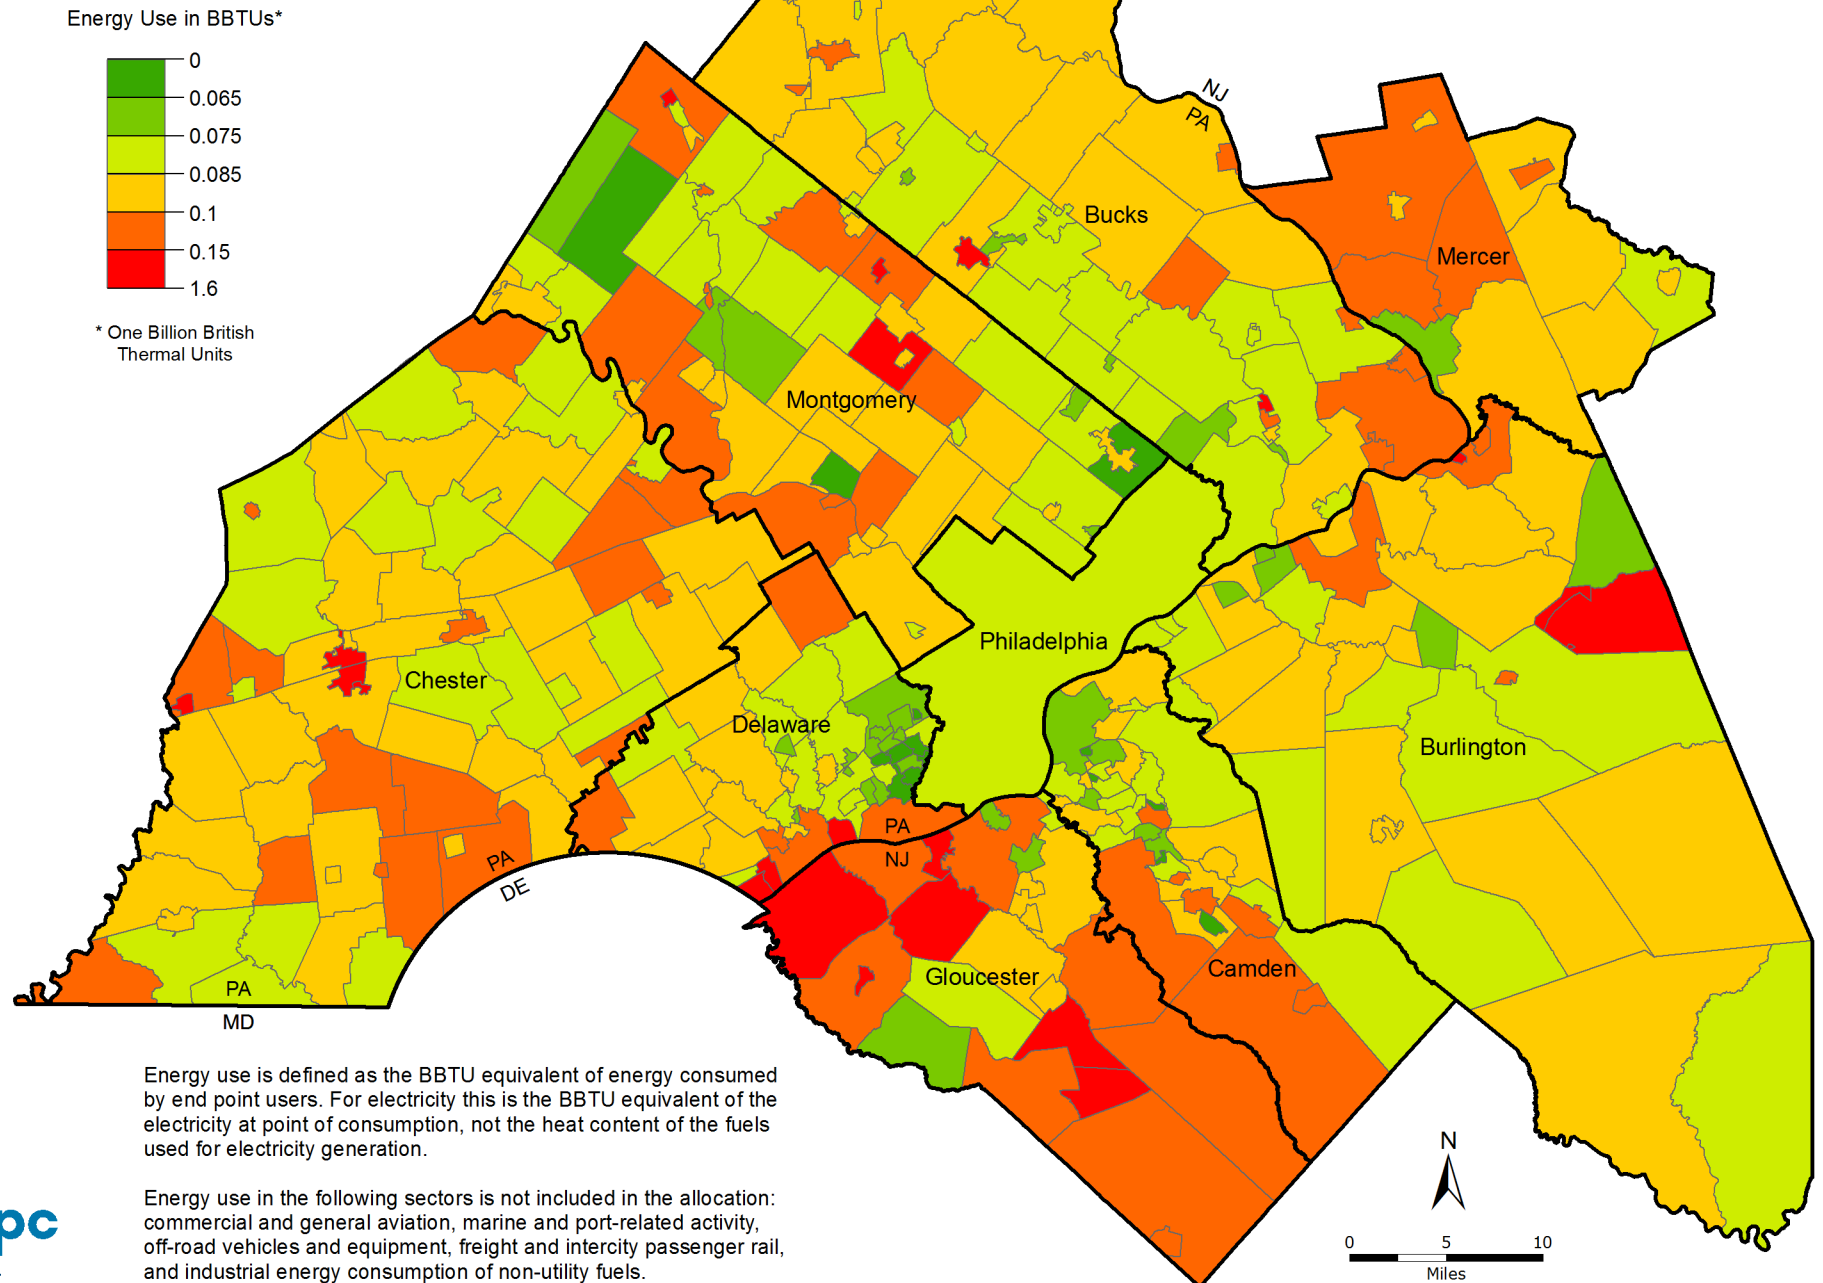 Energy Use in BBTUs*
0
0.065
0.075
0.085
0.1
0.15
1.6
* One Billion British
Thermal Units
NJ
PA
Bucks
Mercer
Montgomery
Philadelphia
Chester
Delaware
Burlington
PA
NJ
PA
DE
Gloucester
Camden
PA
MD
Energy use is defined as the BBTU equivalent of energy consumed
by end point users. For electricity this is the BBTU equivalent of the
electricity at point of consumption, not the heat content of the fuels
used for electricity generation.
Energy use in the following sectors is not included in the allocation:
commercial and general aviation, marine and port-related activity,
off-road vehicles and equipment, freight and intercity passenger rail,
and industrial energy consumption of non-utility fuels.
pc
N
0 5 10
Miles